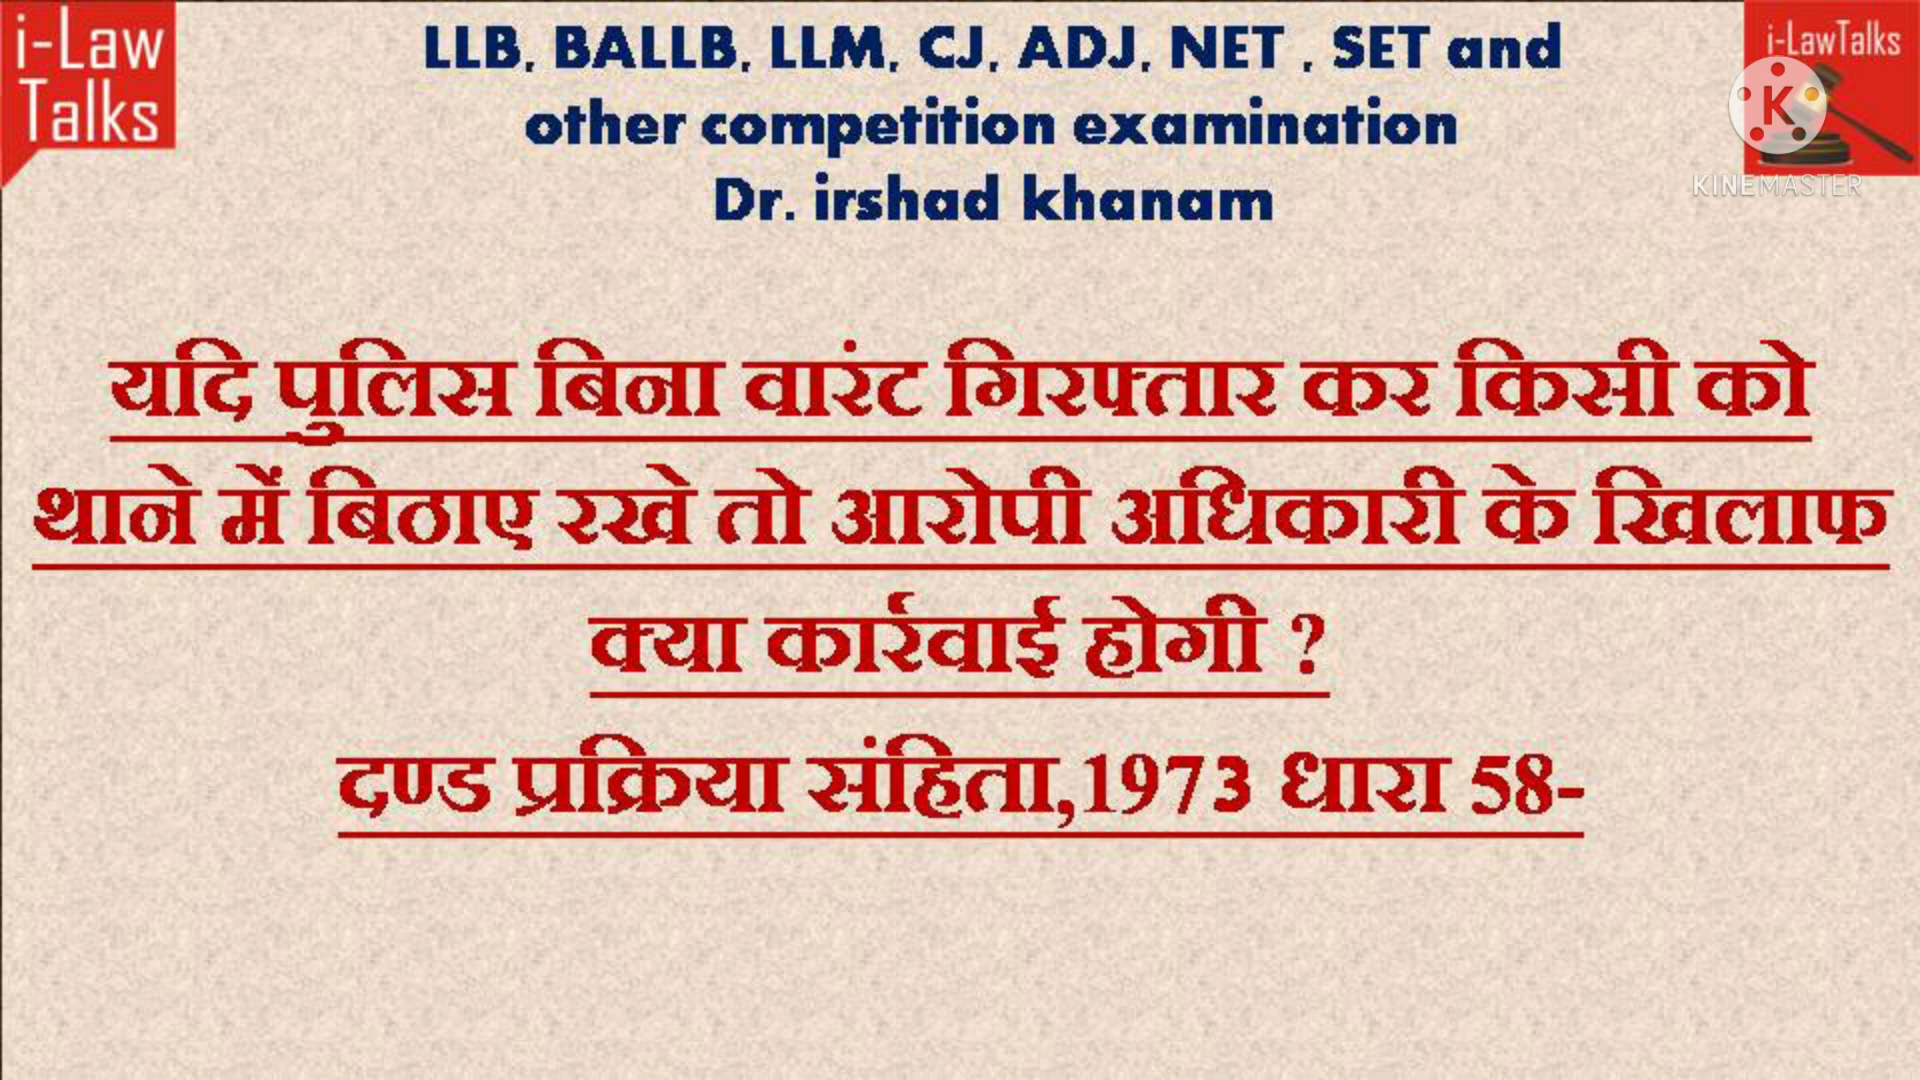 i-Law
Talks
LLB, BALLB, LLM, CJ, ADJ, NET , SET and
other competition examination
Dr. irshad khanam
i-LawTalks
K
KINEMASTER
यदि पुलिस बिना वारंट गिरफ्तार कर किसी को
थाने में बिठाए रखे तो आरोपी अधिकारी के खिलाफ
क्या कार्रवाई होगी ?
दण्ड प्रक्रिया संहिता,1973 धारा 58-